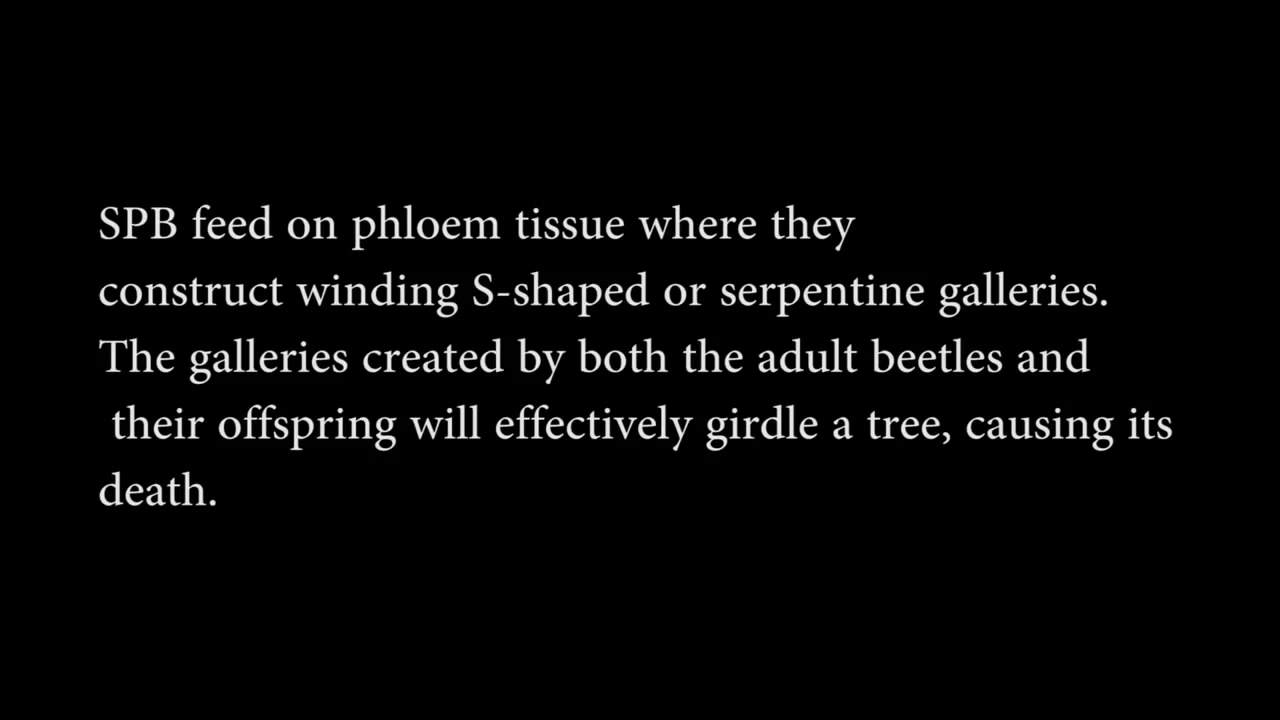 SPB feed on phloem tissue where they
construct winding S-shaped or serpentine galleries.
The galleries created by both the adult beetles and
their offspring will effectively girdle a tree, causing its
death.